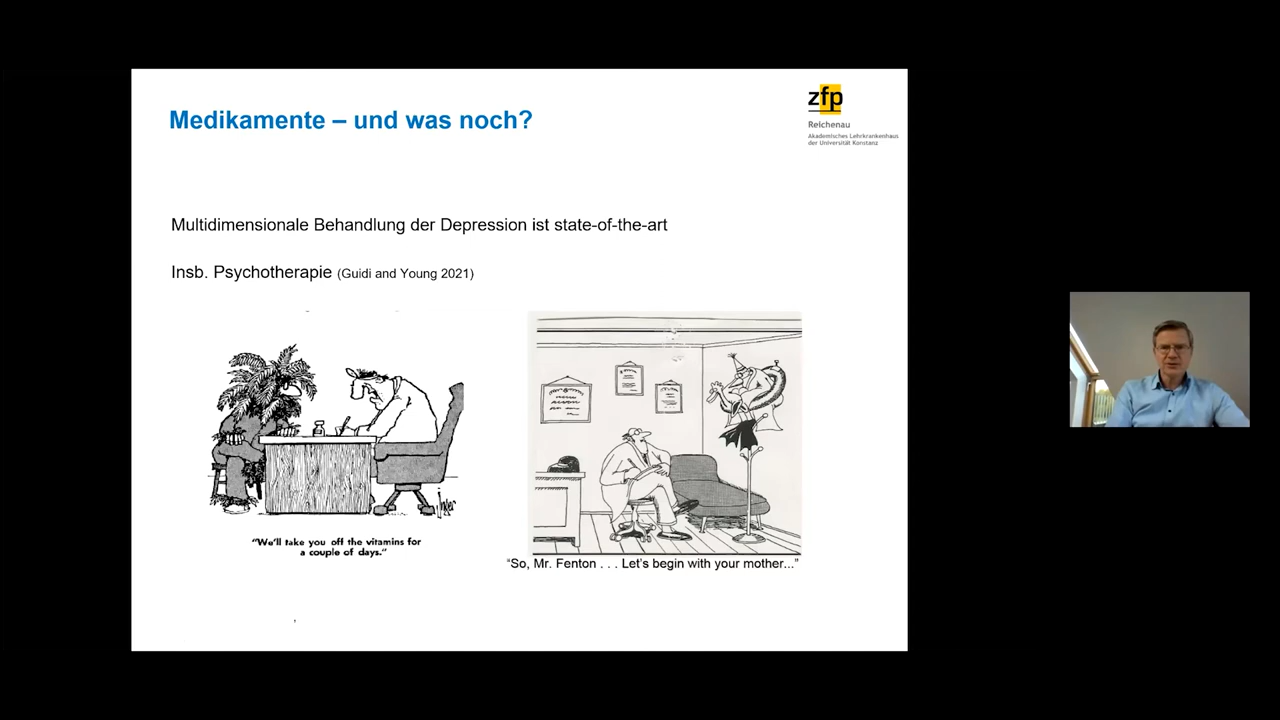 Medikamente – und was noch?
zfp
Reichenau
Akademisches Lehrkrankenhaus
der Universität Konstanz
Multidimensionale Behandlung der Depression ist state-of-the-art
Insb. Psychotherapie (Guidi and Young 2021)
"We'll take you off the vitamins for
a couple of days."
"So, Mr. Fenton . . . Let's begin with your mother..."